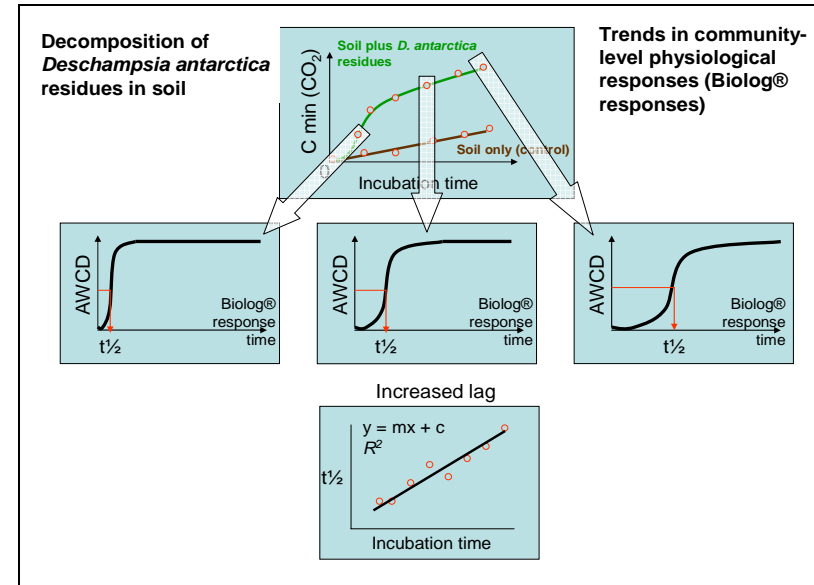 Decomposition of
Deschampsia antarctica
residues in soil
Soil plus D. antarctica
residues
C min (CO2)
0
Soil only (control)
Incubation time
Trends in community-
level physiological
responses (Biolog®
responses)
AWCD
Biolog®
response
time
t½
AWCD
Biolog®
response
time
t½
AWCD
Biolog®
response
time
t½
Increased lag
y = mx + c
R²
t½
Incubation time